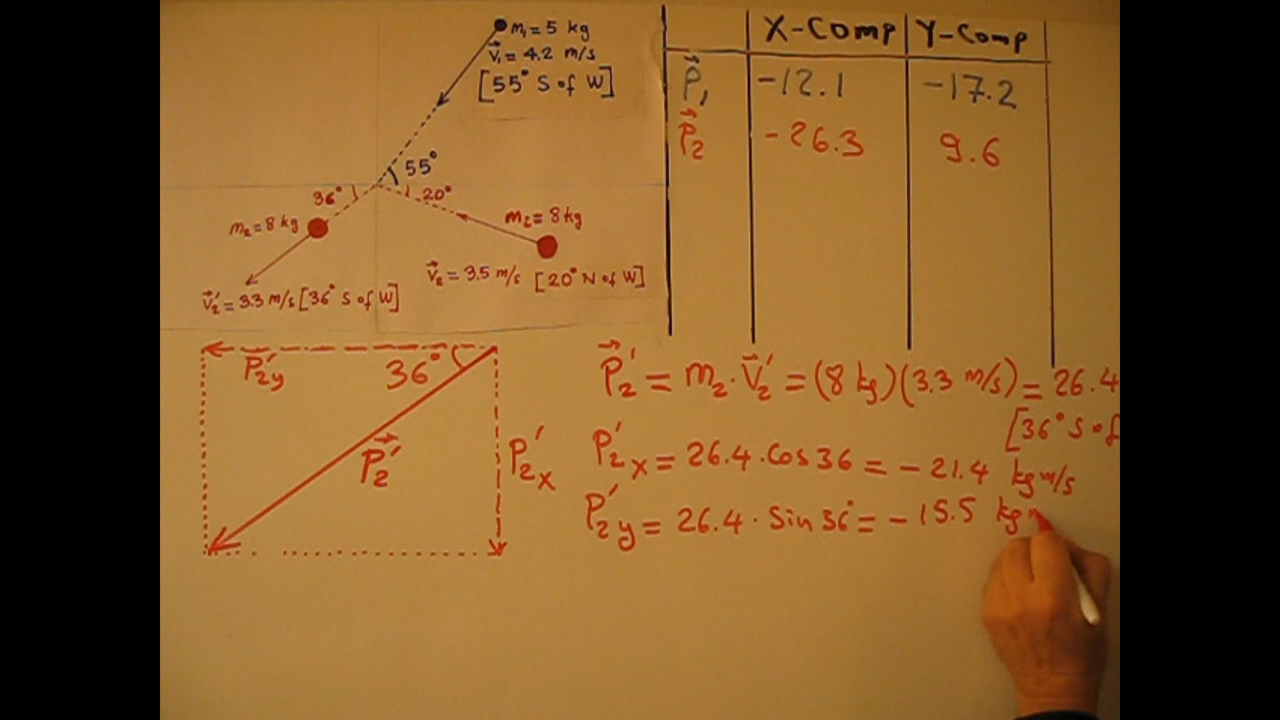 m₁ = 5 kg
v⃗₁ = 4.2 m/s
[55° S of W]
55°
36°
20°
m₂ = 8 kg
m₂ = 8 kg
v⃗₂ = 3.5 m/s [20° N of W]
v⃗₂' = 3.3 m/s [36° S of W]
X-Comp Y-Comp
P⃗₁ -12.1 -17.2
P⃗₂ -26.3 9.6
P⃗₂y'
36°
P⃗₂'
P₂'x
P⃗₂' = m₂ · v⃗₂' = (8 kg)(3.3 m/s) = 26.4
[36° S of
P₂'x = 26.4 · cos 36 = - 21.4 kg m/s
P₂'y = 26.4 · sin 36° = - 15.5 kg m